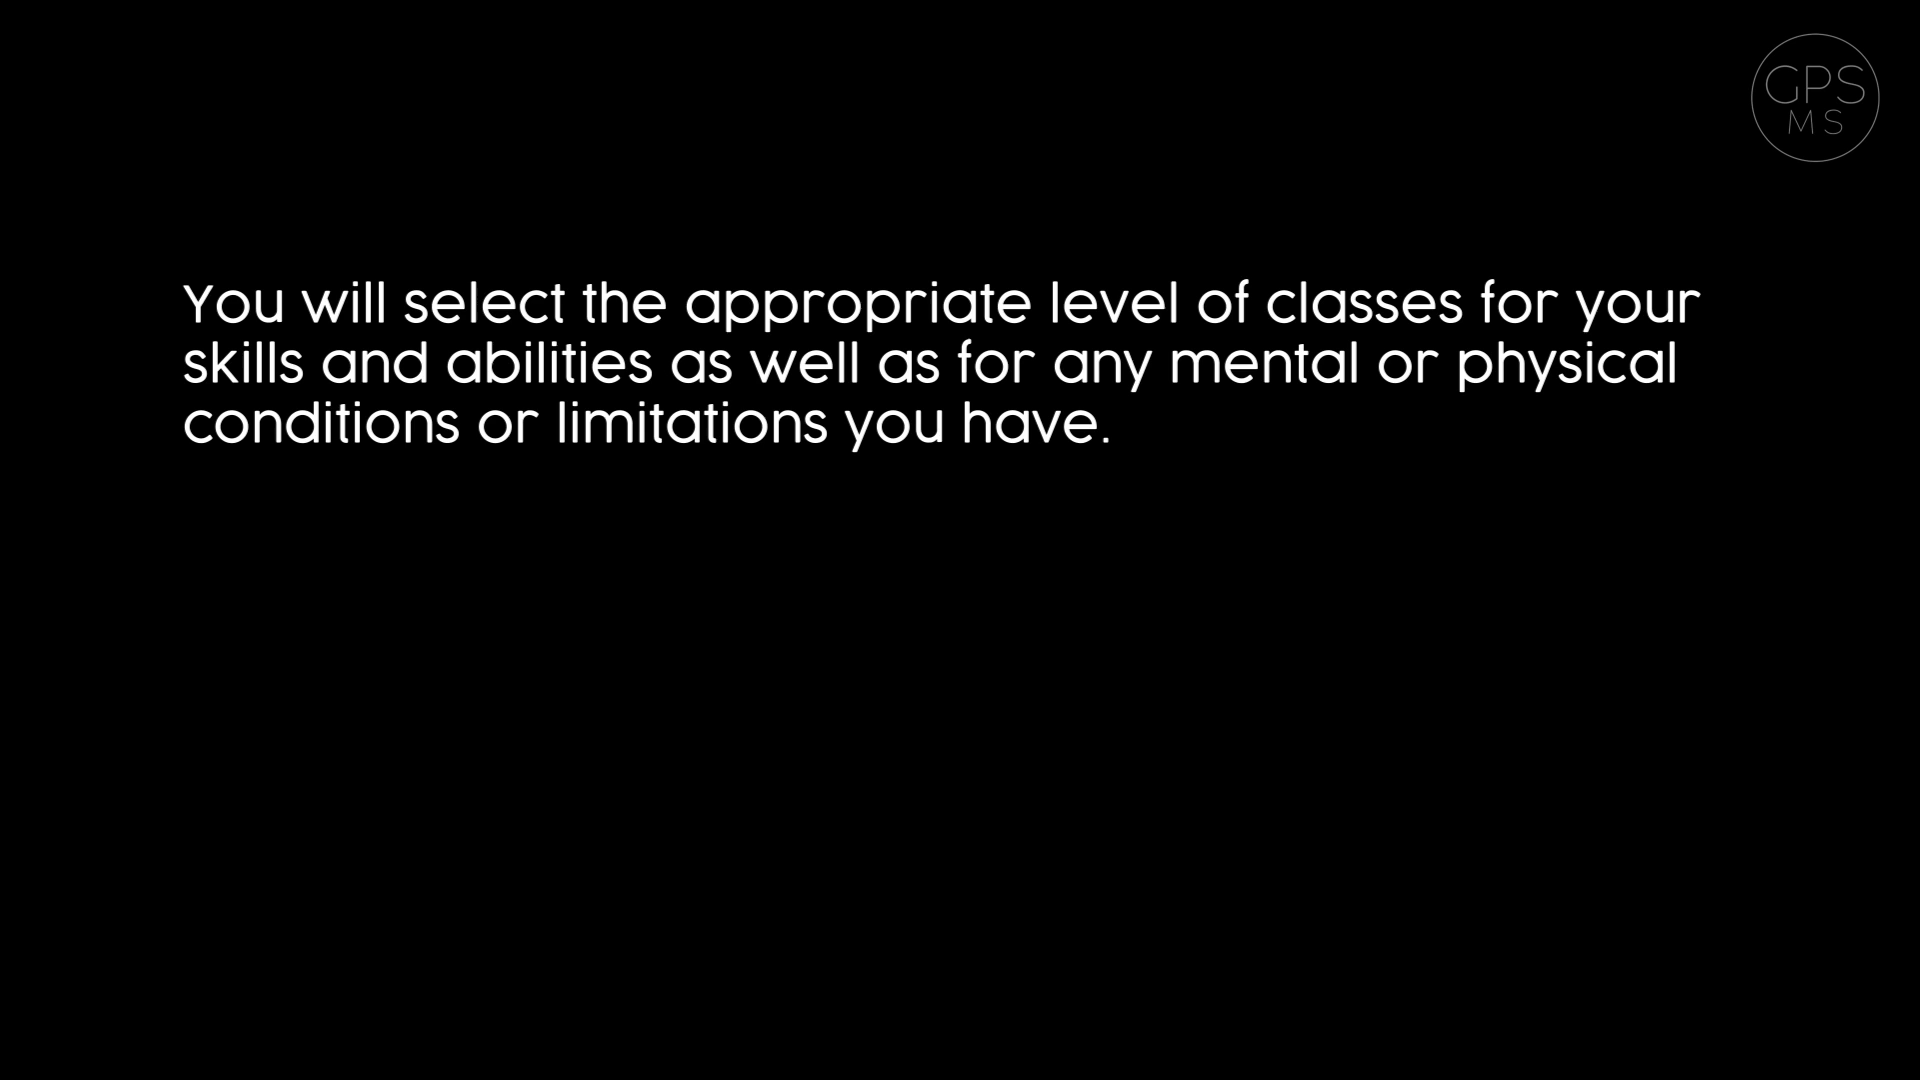 GPS
MS
You will select the appropriate level of classes for your
skills and abilities as well as for any mental or physical
conditions or limitations you have.